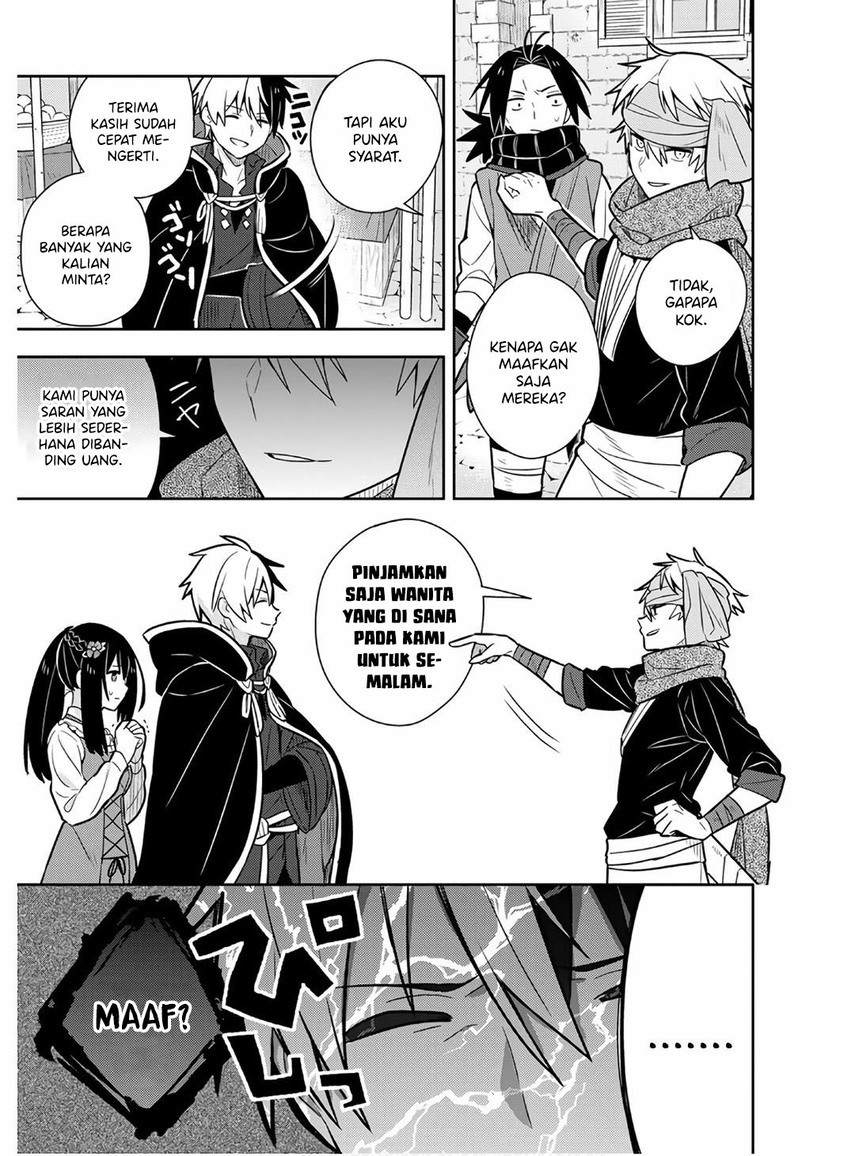 TIDAK,
GAPAPA
KOK.
KENAPA GAK
MAAFKAN
SAJA
MEREKA?
TAPI AKU
PUNYA
SYARAT.
ニコッ
TERIMA
KASIH SUDAH
CEPAT ME-
NGERTI.
BERAPA
BANYAK YANG
KALIAN
MINTA?
ゴソ
ゴソ
KAMI PUNYA
SARAN YANG
LEBIH SEDER-
HANA DIBAN-
DING UANG.
ニヤ
PINJAMKAN
SAJA WANITA
YANG DI SANA
PADA KAMI
UNTUK SE-
MALAM.
.......
ぴくっ
MAAF?